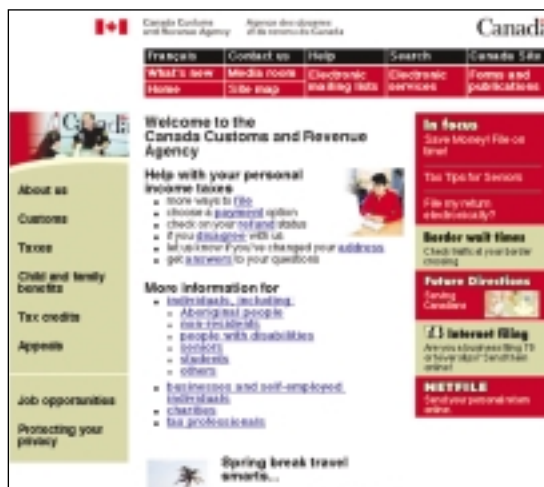 Canada Customs and Revenue Agency
Agence des douanes et du revenu du Canada
Canada
Français Contact us Help Search Canada Site
What's new Media room Electronic mailing lists Electronic services Forms and publications
Home Site map
Canada
About us
Customs
Taxes
Child and family benefits
Tax credits
Appeals
Job opportunities
Protecting your privacy
Welcome to the
Canada Customs and Revenue
Agency
Help with your personal
income taxes
more ways to file
choose a payment option
check on your refund status
if you disagree with us
let us know if you've changed your address
get answers to your questions
More information for
individuals, including:
Aboriginal people
non-residents
people with disabilities
seniors
students
others
businesses and self-employed
individuals
charities
tax professionals
Spring break travel
smarts...
In focus
Save Money! File on
time!
Tax Tips for Seniors
File my return
electronically?
Border wait times
Check traffic at your border
crossing
Future Directions
Serving
Canadians
Internet filing
Are you a business filing
online!
NETFILE
Send your personal return
online.